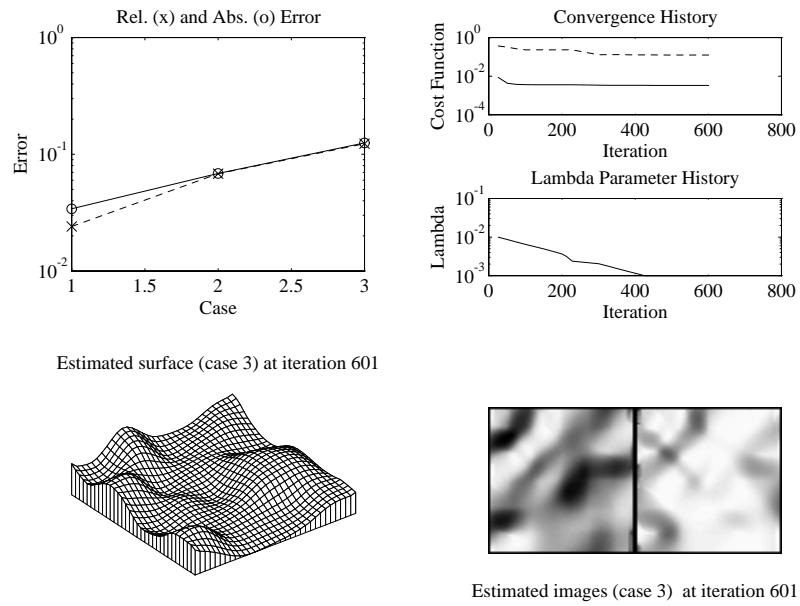 Rel. (x) and Abs. (o) Error
10^0
10^-1
10^-2
Error
1
1.5
2
2.5
3
Case
Convergence History
10^0
10^-2
10^-4
Cost Function
0
200
400
600
800
Iteration
Lambda Parameter History
10^-1
10^-2
10^-3
Lambda
0
200
400
600
800
Iteration
Estimated surface (case 3) at iteration 601
Estimated images (case 3) at iteration 601